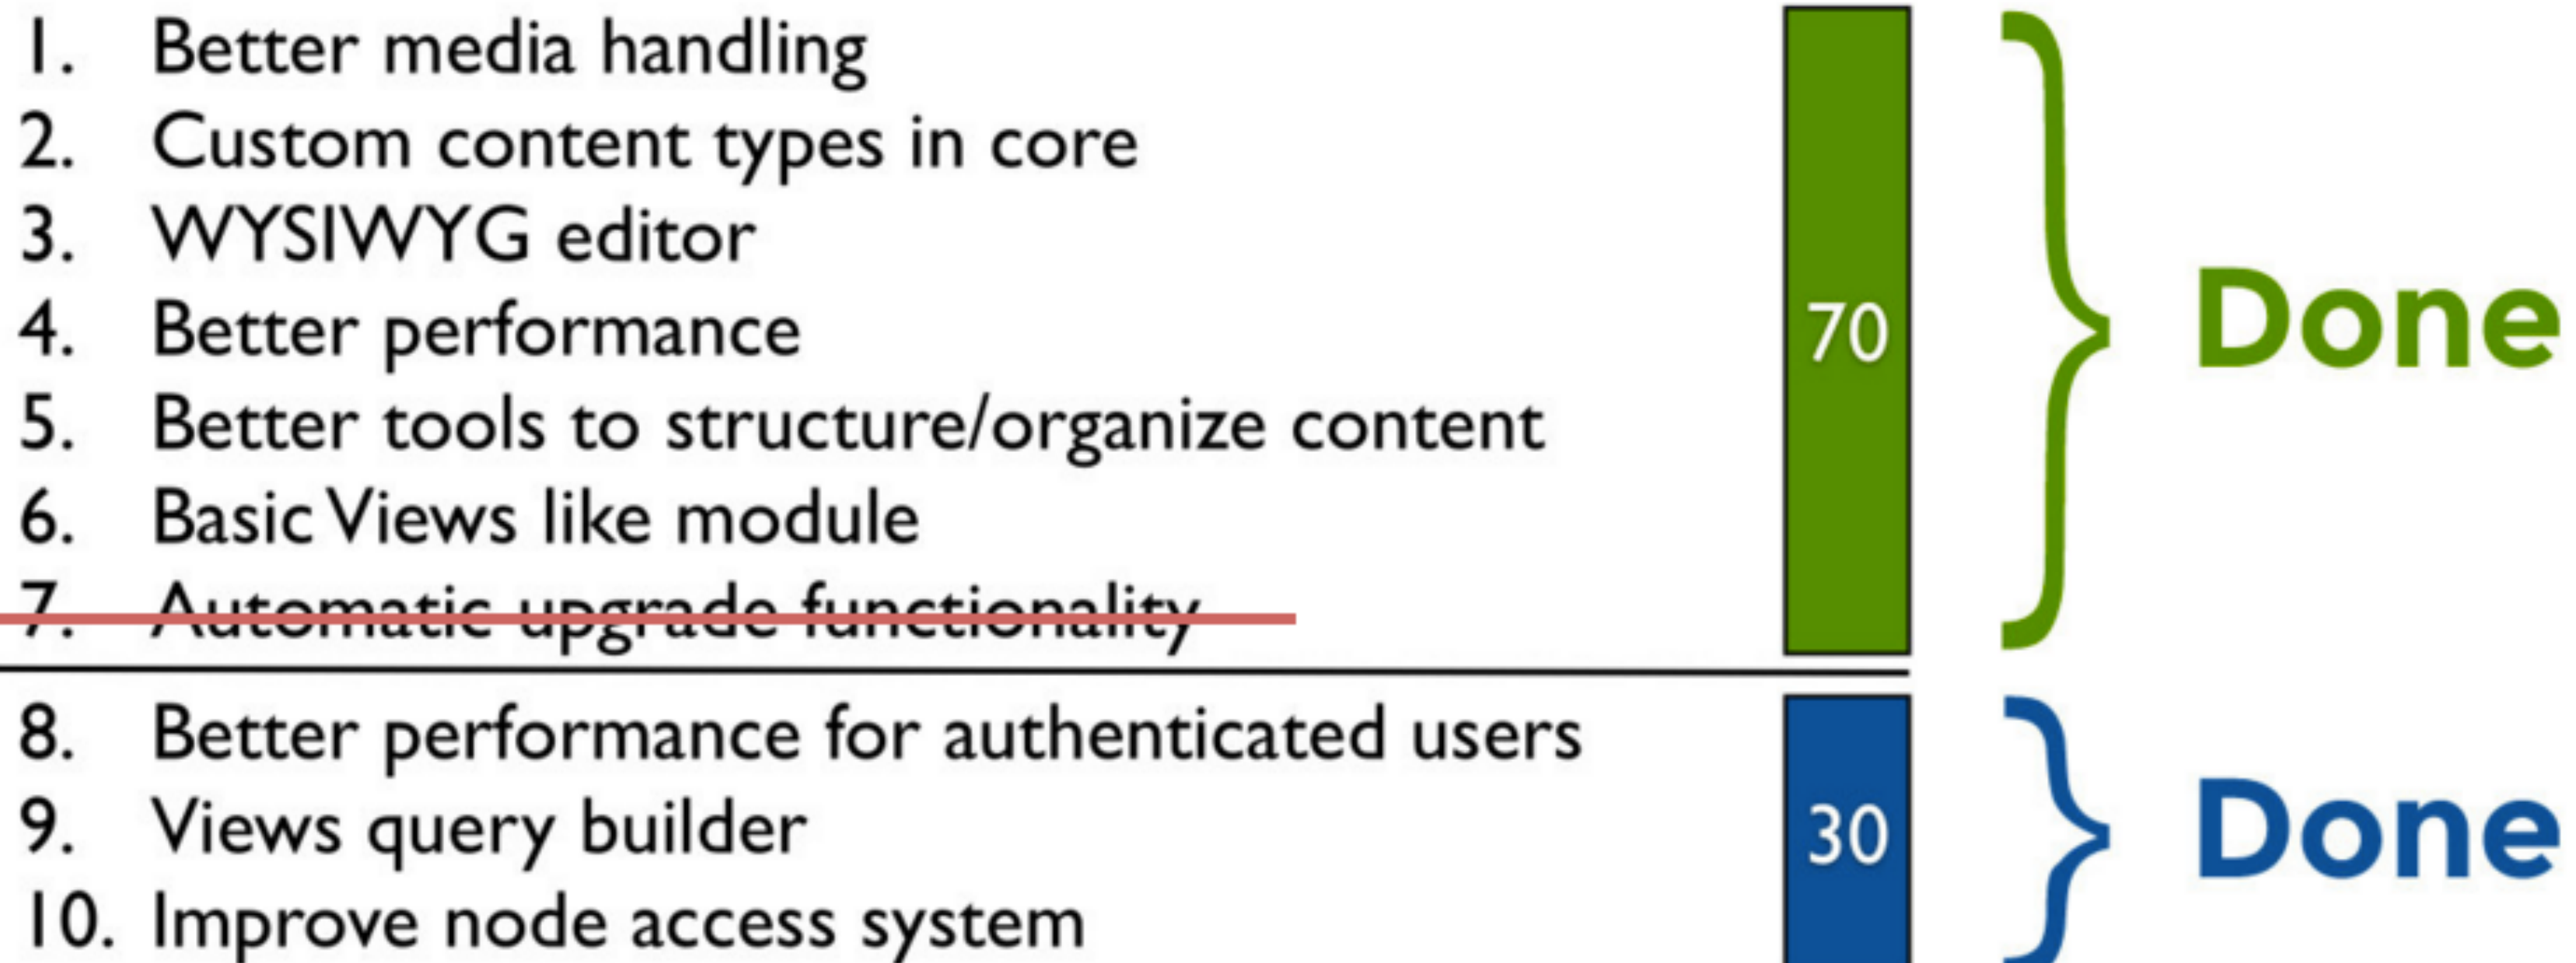 1. Better media handling
2. Custom content types in core
3. WYSIWYG editor
4. Better performance
5. Better tools to structure/organize content
6. Basic Views like module
7. Automatic upgrade functionality
70
Done
8. Better performance for authenticated users
9. Views query builder
10. Improve node access system
30
Done